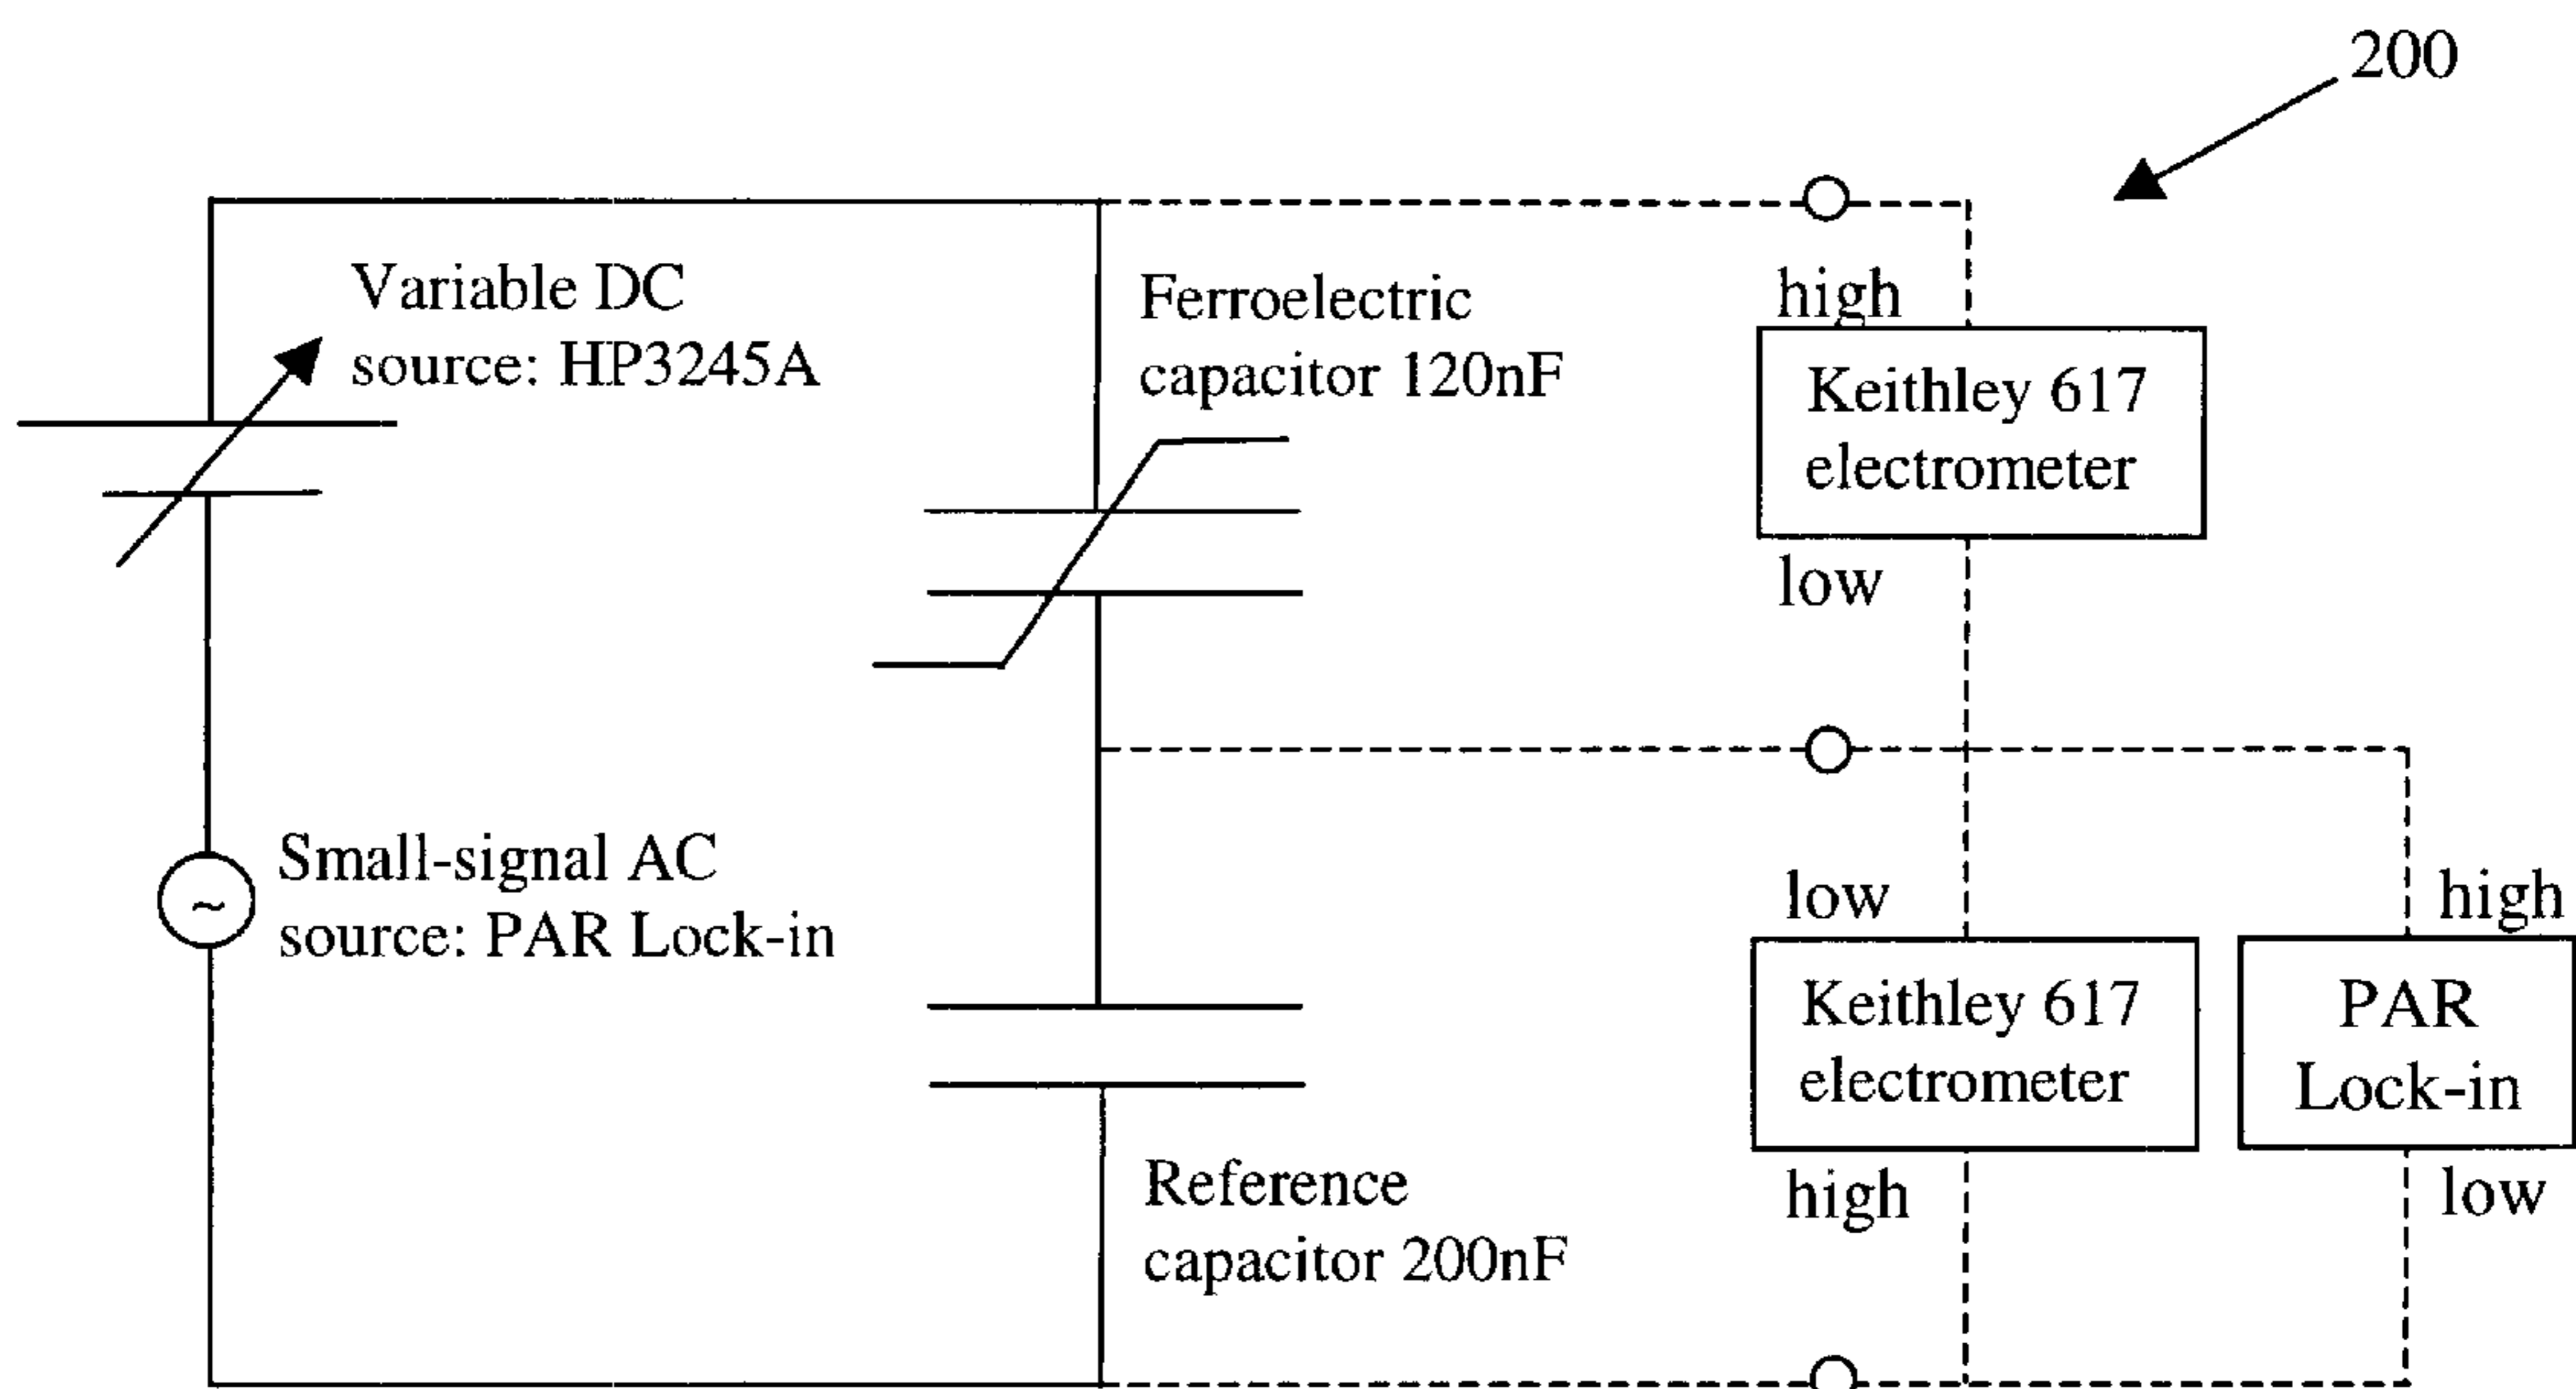 200
Variable DC
source: HP3245A
Ferroelectric
capacitor 120nF
high
Keithley 617
electrometer
low
Small-signal AC
source: PAR Lock-in
~
low
high
Keithley 617
electrometer
PAR
Lock-in
high
low
Reference
capacitor 200nF